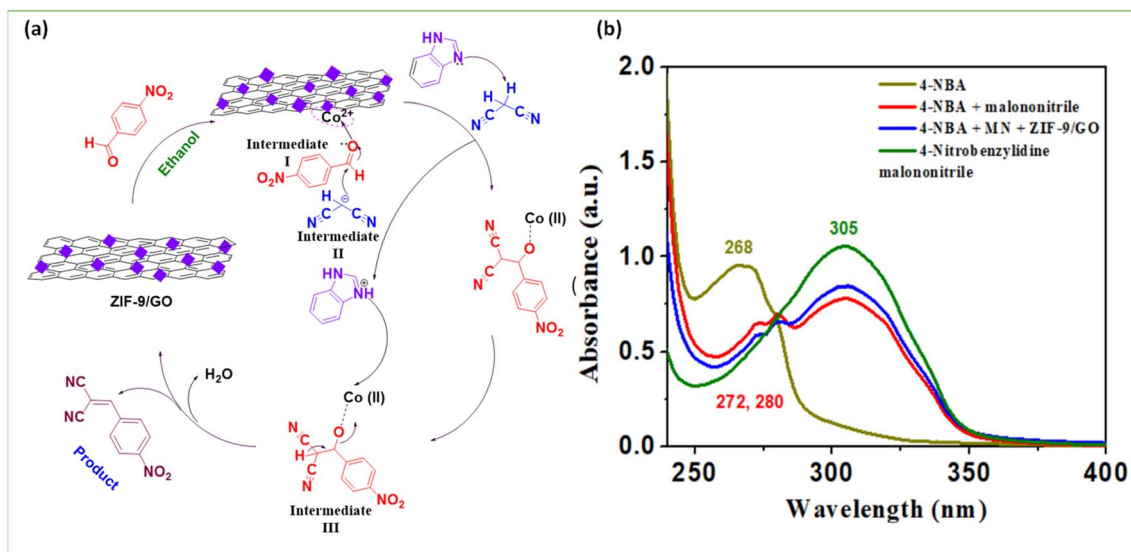 (a)
HN
N
NO₂
H
O
Ethanol
Co²⁺
Intermediate
I
O
O₂N
H
H
⊖
N
N
Intermediate
II
H
N
N
HN
NH
⊕
ZIF-9/GO
Co (II)
N
O
N
NO₂
(
H₂O
NC
NC
NO₂
Product
Co (II)
N
O
H
N
NO₂
Intermediate
III
(b)
Absorbance (a.u.)
2.0
1.5
1.0
0.5
0.0
4-NBA
4-NBA + malononitrile
4-NBA + MN + ZIF-9/GO
4-Nitrobenzylidine
malononitrile
268
305
272, 280
250 300 350 400
Wavelength (nm)